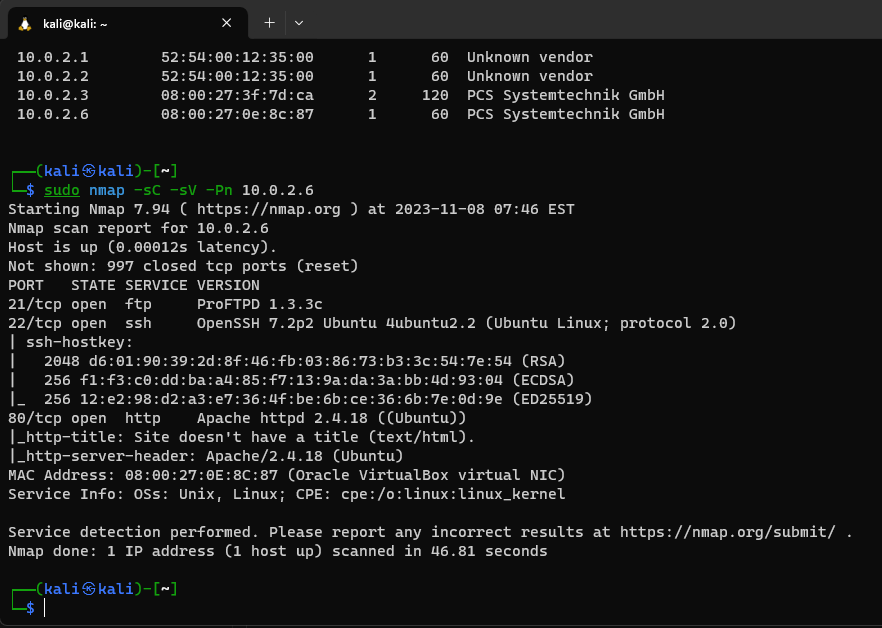 kali@kali: ~
10.0.2.1 52:54:00:12:35:00 1 60 Unknown vendor
10.0.2.2 52:54:00:12:35:00 1 60 Unknown vendor
10.0.2.3 08:00:27:3f:7d:ca 2 120 PCS Systemtechnik GmbH
10.0.2.6 08:00:27:0e:8c:87 1 60 PCS Systemtechnik GmbH
┌──(kali㉿kali)-[~]
└─$ sudo nmap -sC -sV -Pn 10.0.2.6
Starting Nmap 7.94 ( https://nmap.org ) at 2023-11-08 07:46 EST
Nmap scan report for 10.0.2.6
Host is up (0.00012s latency).
Not shown: 997 closed tcp ports (reset)
PORT   STATE SERVICE VERSION
21/tcp open  ftp     ProFTPD 1.3.3c
22/tcp open  ssh     OpenSSH 7.2p2 Ubuntu 4ubuntu2.2 (Ubuntu Linux; protocol 2.0)
| ssh-hostkey:
|   2048 d6:01:90:39:2d:8f:46:fb:03:86:73:b3:3c:54:7e:54 (RSA)
|   256 f1:f3:c0:dd:ba:a4:85:f7:13:9a:da:3a:bb:4d:93:04 (ECDSA)
|_  256 12:e2:98:d2:a3:e7:36:4f:be:6b:ce:36:6b:7e:0d:9e (ED25519)
80/tcp open  http    Apache httpd 2.4.18 ((Ubuntu))
|_http-title: Site doesn't have a title (text/html).
|_http-server-header: Apache/2.4.18 (Ubuntu)
MAC Address: 08:00:27:0E:8C:87 (Oracle VirtualBox virtual NIC)
Service Info: OSs: Unix, Linux; CPE: cpe:/o:linux:linux_kernel
Service detection performed. Please report any incorrect results at https://nmap.org/submit/ .
Nmap done: 1 IP address (1 host up) scanned in 46.81 seconds
┌──(kali㉿kali)-[~]
└─$